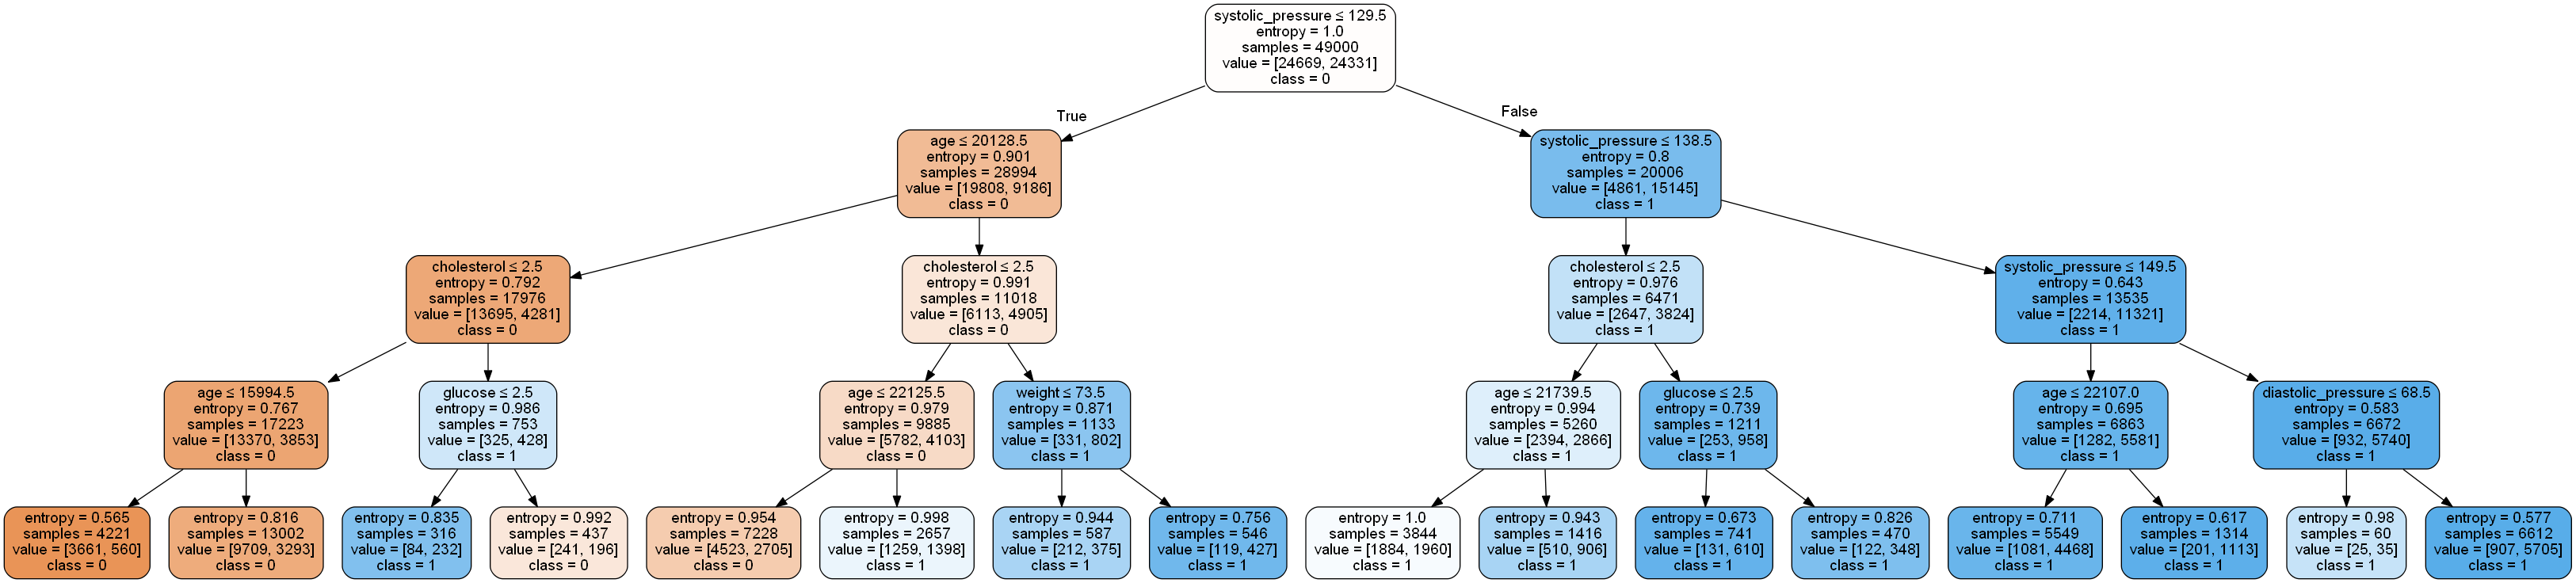 systolic_pressure ≤ 129.5
entropy = 1.0
samples = 49000
value = [24669, 24331]
class = 0
True
False
age ≤ 20128.5
entropy = 0.901
samples = 28994
value = [19808, 9186]
class = 0
systolic_pressure ≤ 138.5
entropy = 0.8
samples = 20006
value = [4861, 15145]
class = 1
cholesterol ≤ 2.5
entropy = 0.792
samples = 17976
value = [13695, 4281]
class = 0
cholesterol ≤ 2.5
entropy = 0.991
samples = 11018
value = [6113, 4905]
class = 0
cholesterol ≤ 2.5
entropy = 0.976
samples = 6471
value = [2647, 3824]
class = 1
systolic_pressure ≤ 149.5
entropy = 0.643
samples = 13535
value = [2214, 11321]
class = 1
age ≤ 15994.5
entropy = 0.767
samples = 17223
value = [13370, 3853]
class = 0
glucose ≤ 2.5
entropy = 0.986
samples = 753
value = [325, 428]
class = 1
age ≤ 22125.5
entropy = 0.979
samples = 9885
value = [5782, 4103]
class = 0
weight ≤ 73.5
entropy = 0.871
samples = 1133
value = [331, 802]
class = 1
age ≤ 21739.5
entropy = 0.994
samples = 5260
value = [2394, 2866]
class = 1
glucose ≤ 2.5
entropy = 0.739
samples = 1211
value = [253, 958]
class = 1
age ≤ 22107.0
entropy = 0.695
samples = 6863
value = [1282, 5581]
class = 1
diastolic_pressure ≤ 68.5
entropy = 0.583
samples = 6672
value = [932, 5740]
class = 1
entropy = 0.565
samples = 4221
value = [3661, 560]
class = 0
entropy = 0.816
samples = 13002
value = [9709, 3293]
class = 0
entropy = 0.835
samples = 316
value = [84, 232]
class = 1
entropy = 0.992
samples = 437
value = [241, 196]
class = 0
entropy = 0.954
samples = 7228
value = [4523, 2705]
class = 0
entropy = 0.998
samples = 2657
value = [1259, 1398]
class = 1
entropy = 0.944
samples = 587
value = [212, 375]
class = 1
entropy = 0.756
samples = 546
value = [119, 427]
class = 1
entropy = 1.0
samples = 3844
value = [1884, 1960]
class = 1
entropy = 0.943
samples = 1416
value = [510, 906]
class = 1
entropy = 0.673
samples = 741
value = [131, 610]
class = 1
entropy = 0.826
samples = 470
value = [122, 348]
class = 1
entropy = 0.711
samples = 5549
value = [1081, 4468]
class = 1
entropy = 0.617
samples = 1314
value = [201, 1113]
class = 1
entropy = 0.98
samples = 60
value = [25, 35]
class = 1
entropy = 0.577
samples = 6612
value = [907, 5705]
class = 1